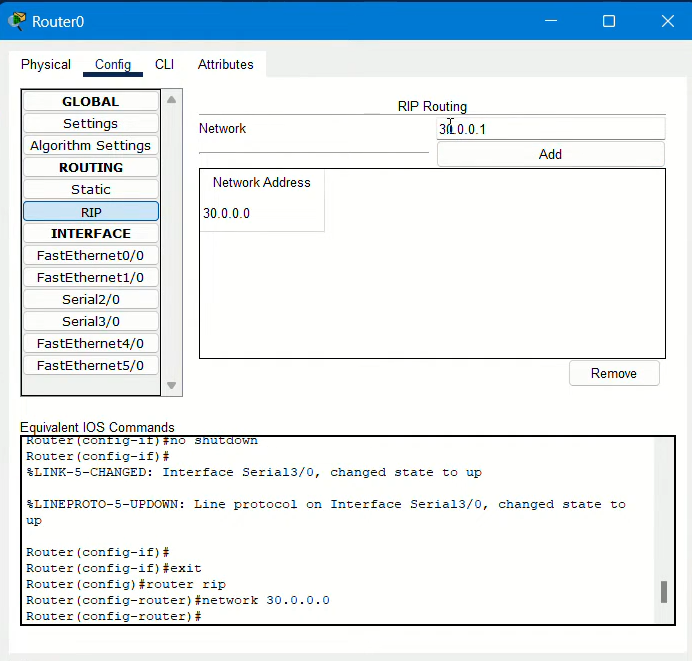 Router0
Physical Config CLI Attributes
GLOBAL
Settings
Algorithm Settings
ROUTING
Static
RIP
INTERFACE
FastEthernet0/0
FastEthernet1/0
Serial2/0
Serial3/0
FastEthernet4/0
FastEthernet5/0
RIP Routing
Network 30.0.0.1
Add
Network Address
30.0.0.0
Remove
Equivalent IOS Commands
Router(config-if)#no shutdown
Router(config-if)#
%LINK-5-CHANGED: Interface Serial3/0, changed state to up
%LINEPROTO-5-UPDOWN: Line protocol on Interface Serial3/0, changed state to
up
Router(config-if)#
Router(config-if)#exit
Router(config)#router rip
Router(config-router)#network 30.0.0.0
Router(config-router)#